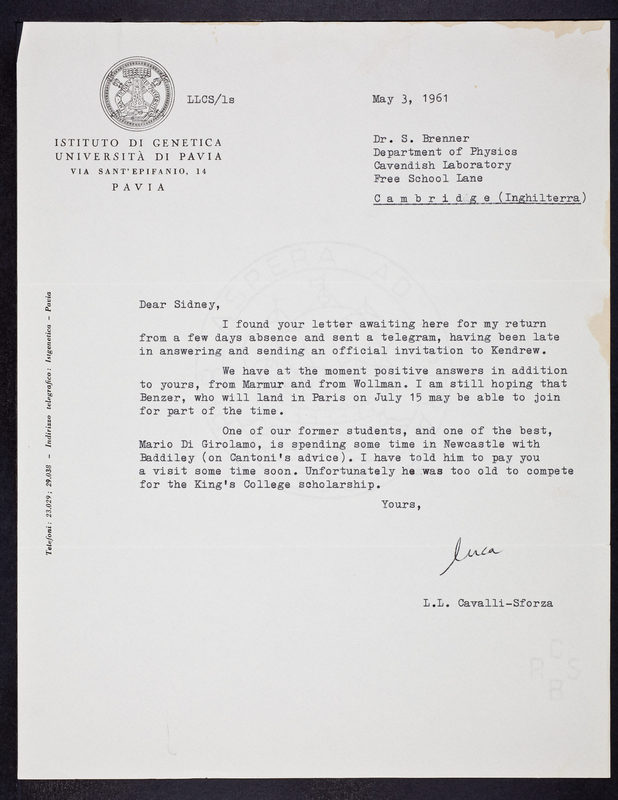 LLCS/ls
May 3, 1961
ISTITUTO DI GENETICA
UNIVERSITÀ DI PAVIA
VIA SANT'EPIFANIO, 14
PAVIA
Dr. S. Brenner
Department of Physics
Cavendish Laboratory
Free School Lane
Cambridge (Inghilterra)
Telefoni: 23.029; 29.038 - Indirizzo telegrafico: Istgenetica - Pavia
Dear Sidney,
I found your letter awaiting here for my return
from a few days absence and sent a telegram, having been late
in answering and sending an official invitation to Kendrew.
We have at the moment positive answers in addition
to yours, from Marmur and from Wollman. I am still hoping that
Benzer, who will land in Paris on July 15 may be able to join
for part of the time.
One of our former students, and one of the best,
Mario Di Girolamo, is spending some time in Newcastle with
Baddiley (on Cantoni's advice). I have told him to pay you
a visit some time soon. Unfortunately he was too old to compete
for the King's College scholarship.
Yours,
Luca
L.L. Cavalli-Sforza